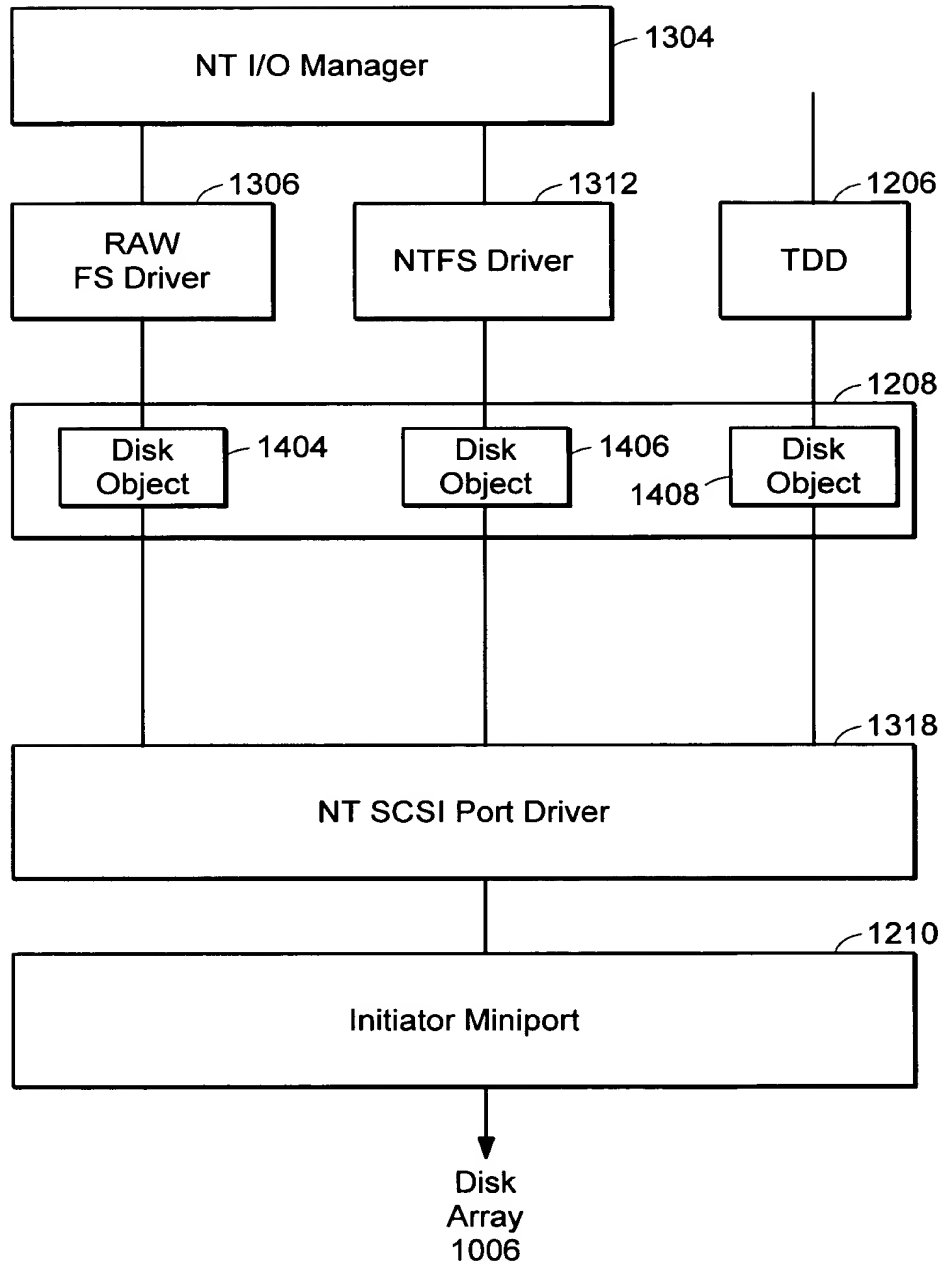 NT I/O Manager
1304
1306
1312
1206
RAW
FS Driver
NTFS Driver
TDD
1208
Disk
Object
1404
Disk
Object
1406
1408
Disk
Object
1318
NT SCSI Port Driver
1210
Initiator Miniport
Disk
Array
1006